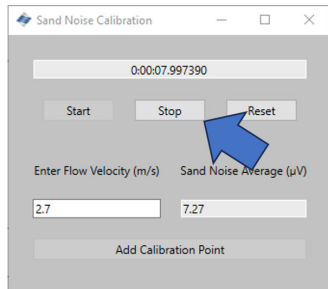 Sand Noise Calibration
0:00:07.997390
Start Stop Reset
Enter Flow Velocity (m/s) Sand Noise Average (µV)
2.7 7.27
Add Calibration Point